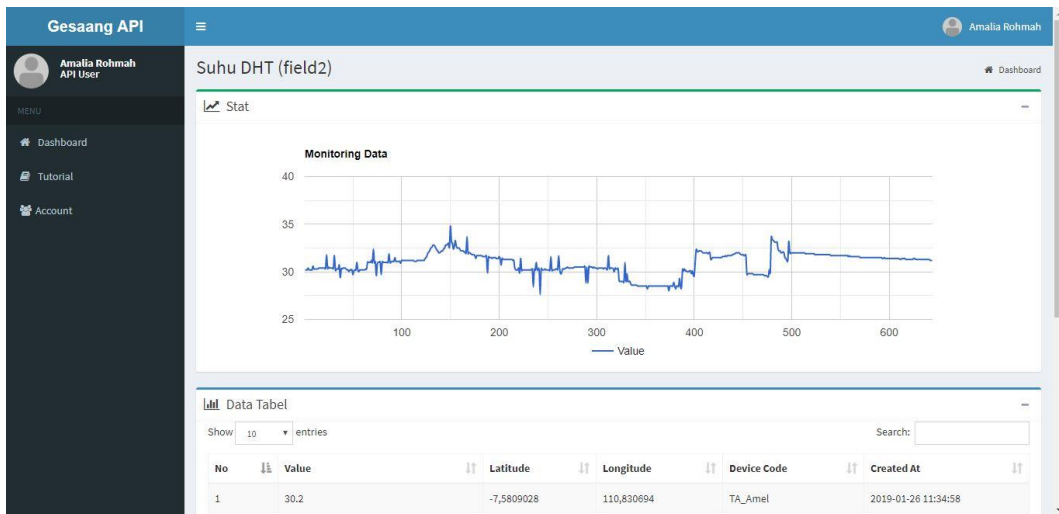 Gesaang API
Amalia Rohmah
Amalia Rohmah
API User
MENU
Dashboard
Tutorial
Account
Suhu DHT (field2)
Dashboard
Stat
Monitoring Data
40
35
30
25
100 200 300 400 500 600
Value
Data Tabel
Show 10 entries
Search:
No Value Latitude Longitude Device Code Created At
1 30.2 -7,5809028 110,830694 TA_Amel 2019-01-26 11:34:58